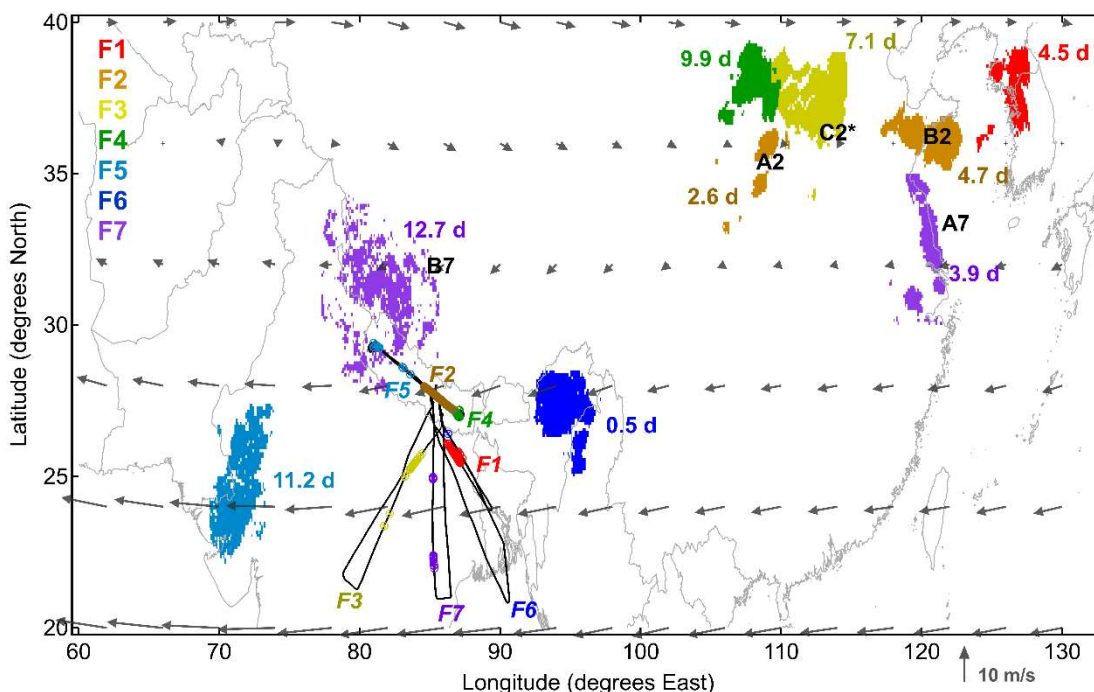 40
35
30
25
20
Latitude (degrees North)
F1
F2
F3
F4
F5
F6
F7
9.9 d
7.1 d
4.5 d
C2*
B2
A2
2.6 d
4.7 d
A7
3.9 d
12.7 d
B7
F2
F5
F4
0.5 d
F1
11.2 d
F3
F7
F6
60
70
80
90
100
110
120
130
Longitude (degrees East)
10 m/s